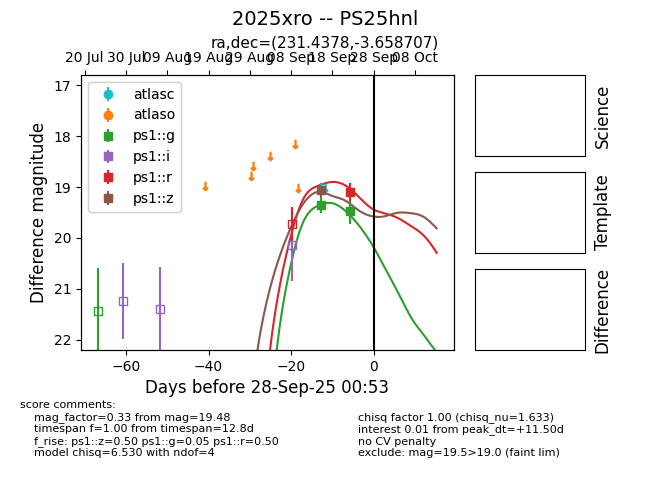 2025xro -- PS25hnl
ra,dec=(231.4378,-3.658707)
20 Jul 30 Jul 09 Aug 19 Aug 29 Aug 08 Sep 18 Sep 28 Sep 08 Oct
atlasc
atlaso
ps1::g
ps1::i
ps1::r
ps1::z
17
18
19
20
21
22
Difference magnitude
−60 −40 −20 0
Days before 28-Sep-25 00:53
Science
Template
Difference
score comments:
mag_factor=0.33 from mag=19.48
timespan f=1.00 from timespan=12.8d
f_rise: ps1::z=0.50 ps1::g=0.05 ps1::r=0.50
model chisq=6.530 with ndof=4
chisq factor 1.00 (chisq_nu=1.633)
interest 0.01 from peak_dt=+11.50d
no CV penalty
exclude: mag=19.5>19.0 (faint lim)